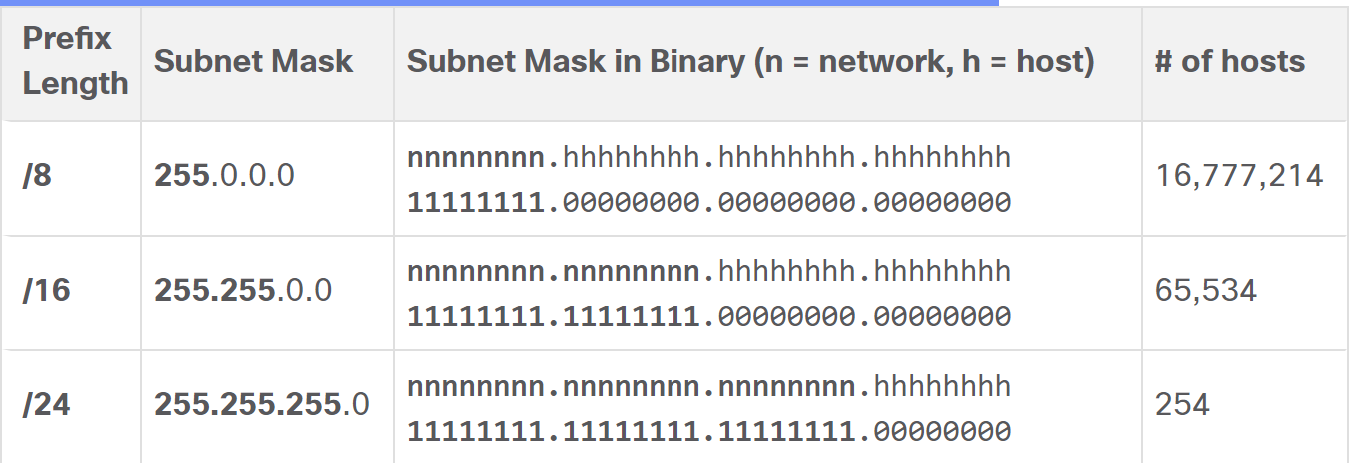 Prefix Length
Subnet Mask
Subnet Mask in Binary (n = network, h = host)
# of hosts
/8
255.0.0.0
nnnnnnnn.hhhhhhhh.hhhhhhhh.hhhhhhhh
11111111.00000000.00000000.00000000
16,777,214
/16
255.255.0.0
nnnnnnnn.nnnnnnnn.hhhhhhhh.hhhhhhhh
11111111.11111111.00000000.00000000
65,534
/24
255.255.255.0
nnnnnnnn.nnnnnnnn.nnnnnnnn.hhhhhhhh
11111111.11111111.11111111.00000000
254